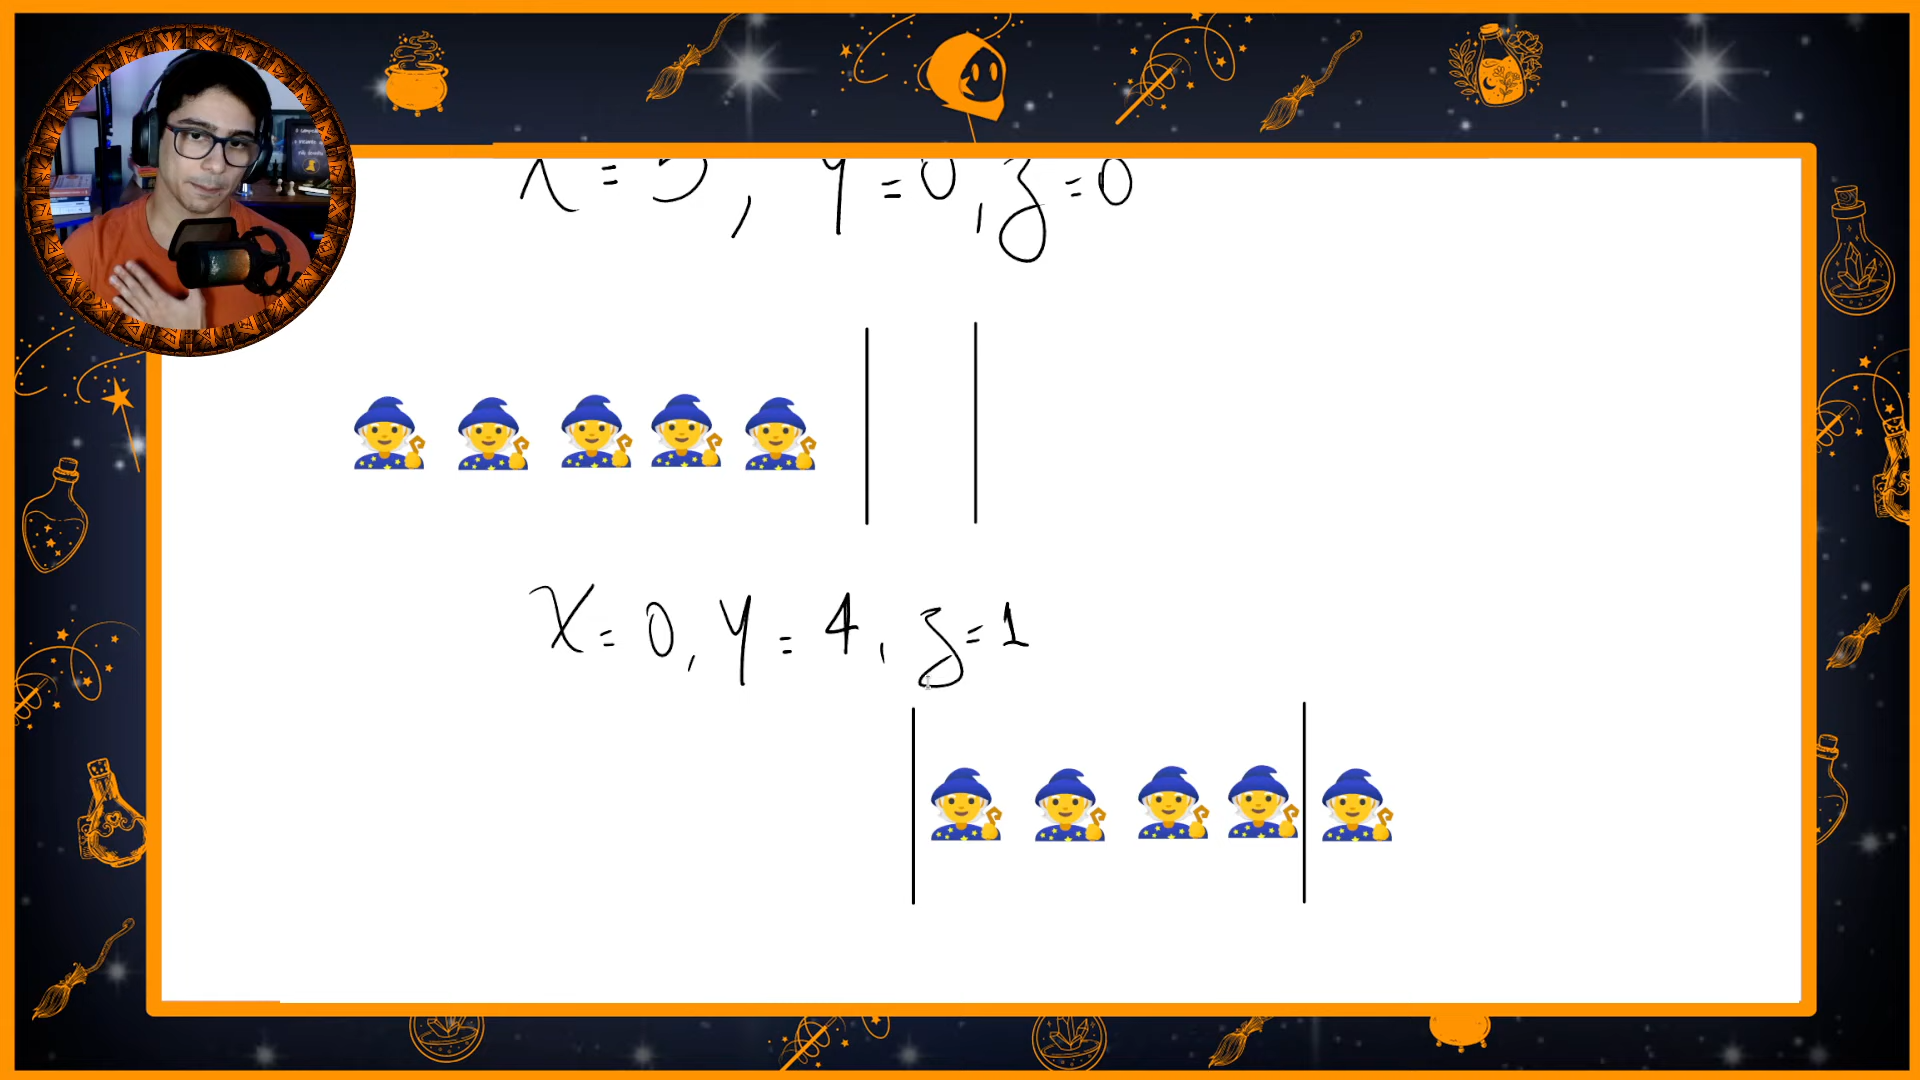 x = 5, y = 0, z = 0
x = 0, y = 4, z = 1